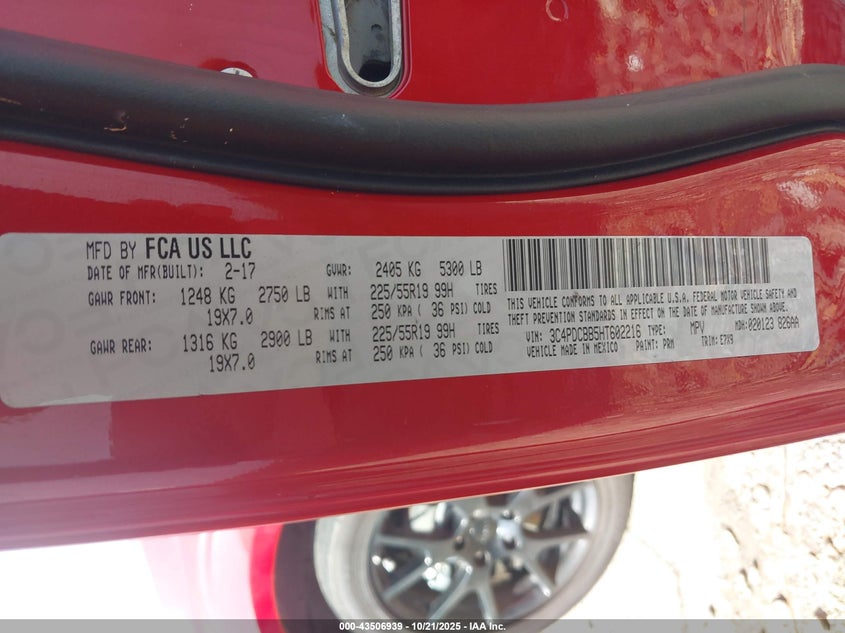 MFD BY FCA US LLC
DATE OF MFR(BUILT): 2-17 GVWR: 2405 KG 5300 LB
GAWR FRONT: 1248 KG 2750 LB WITH 225/55R19 99H TIRES
19X7.0 RIMS AT 250 KPA ( 36 PSI) COLD
GAWR REAR: 1316 KG 2900 LB WITH 225/55R19 99H TIRES
19X7.0 RIMS AT 250 KPA ( 36 PSI) COLD
THIS VEHICLE CONFORMS TO ALL APPLICABLE U.S.A. FEDERAL MOTOR VEHICLE SAFETY AND
THEFT PREVENTION STANDARDS IN EFFECT ON THE DATE OF MANUFACTURE SHOWN ABOVE.
VIN: 3C4PDCBB5HT602216 TYPE: MPV MDH:020123 826AA
VEHICLE MADE IN MEXICO PAINT: PRM TRIM: E7X9
000-43506939 - 10/21/2025 - IAA Inc.